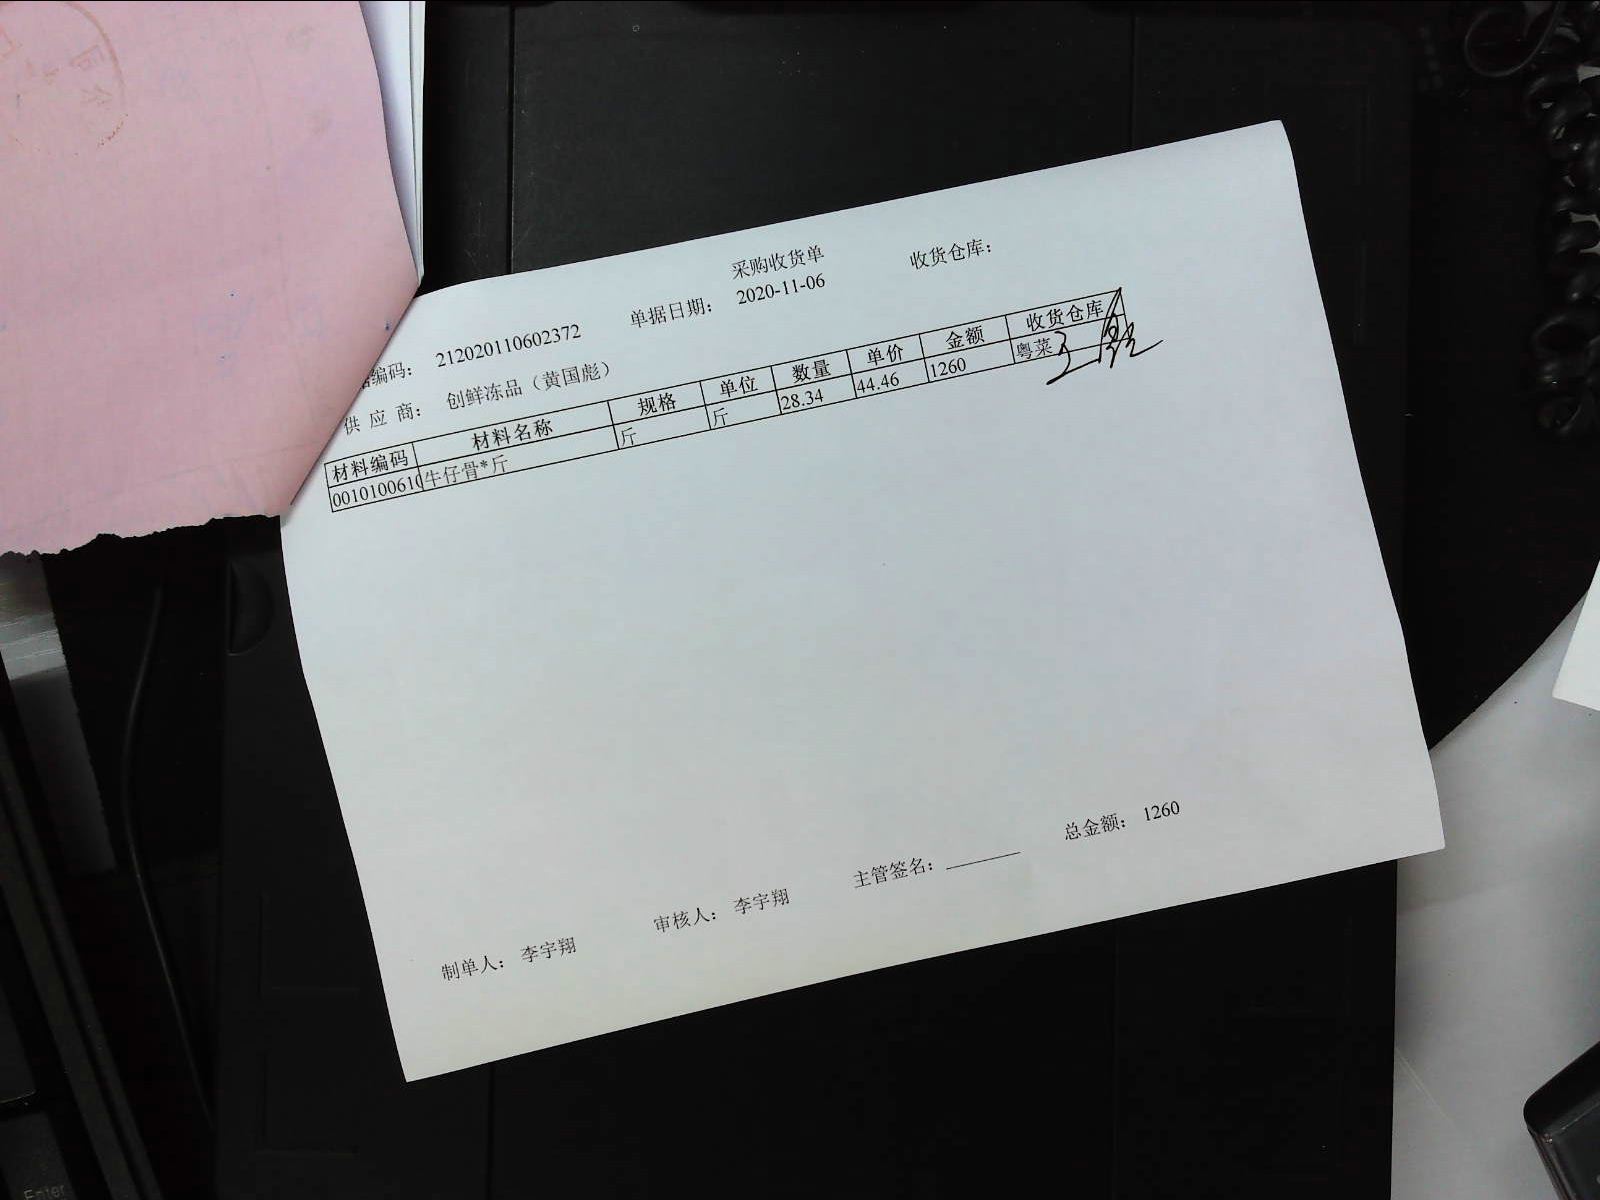 采购收货单
编码： 212020110602372 单据日期： 2020-11-06 收货仓库：
供 应 商： 创鲜冻品（黄国彪）
材料编码 材料名称 规格 单位 数量 单价 金额 收货仓库
0010100610 牛仔骨*斤 斤 斤 28.34 44.46 1260 粤菜
制单人： 李宇翔 审核人： 李宇翔 主管签名： 总金额： 1260
Enter